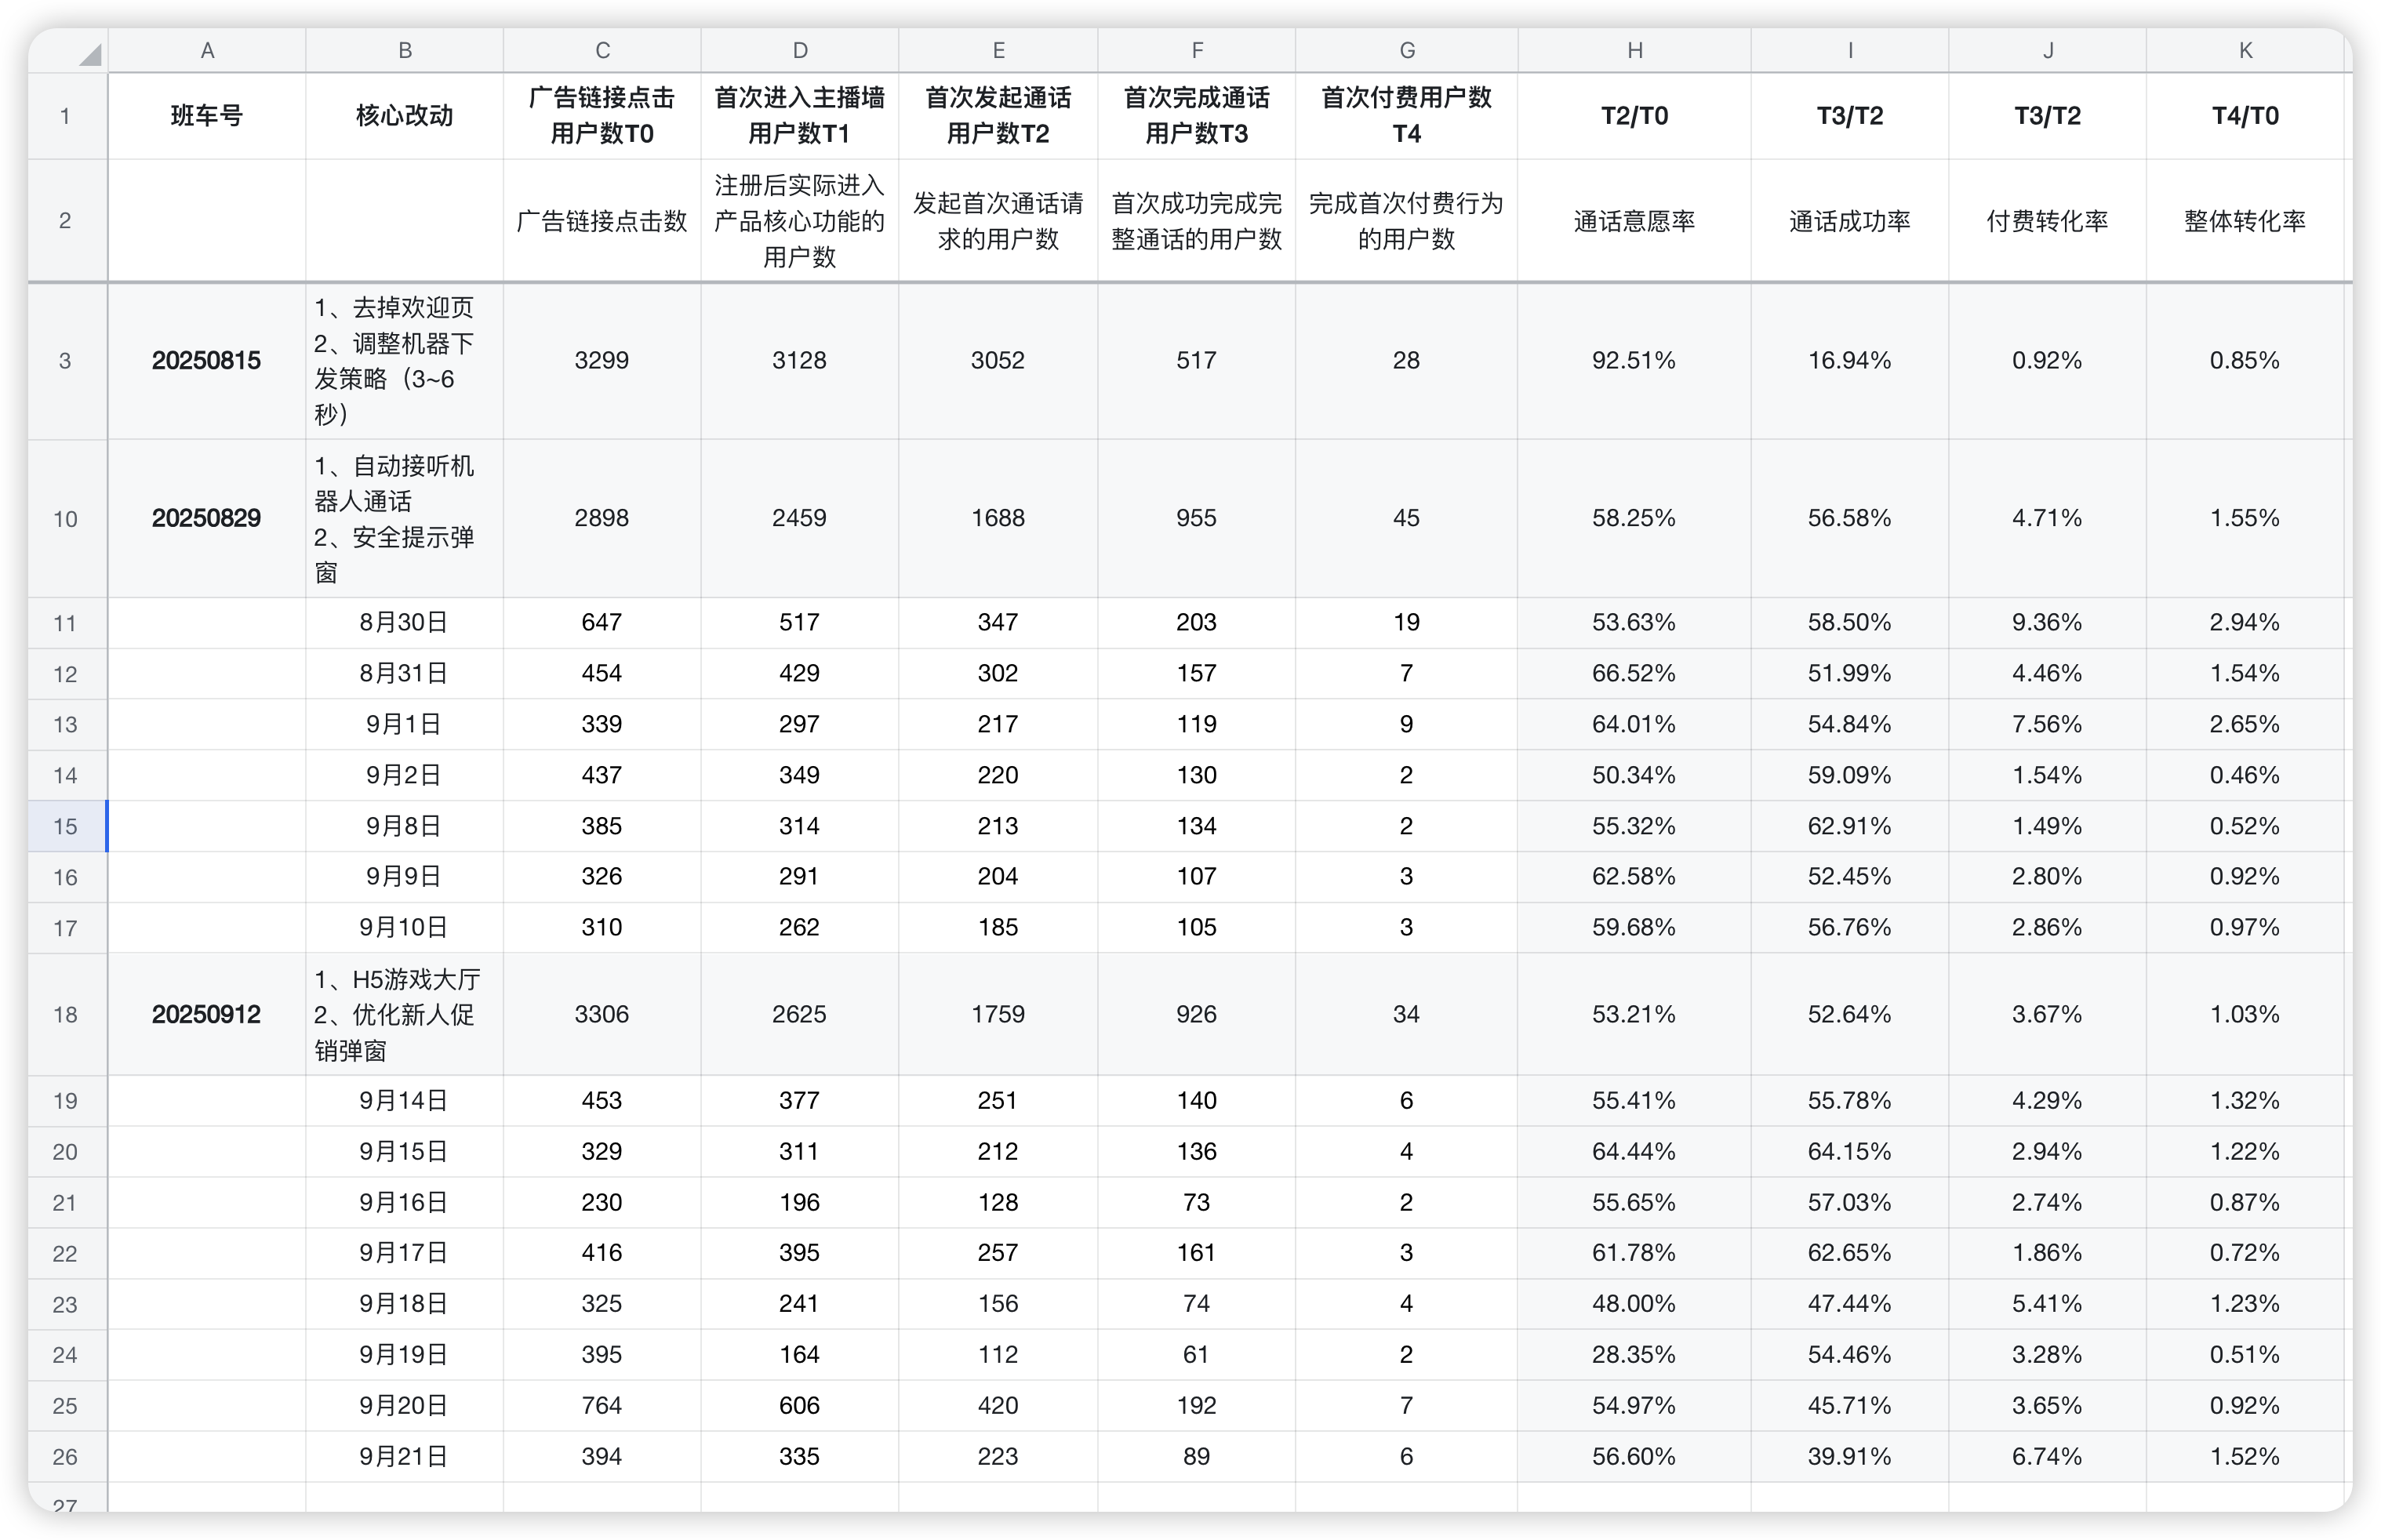 A B C D E F G H I J K
1 班车号 核心改动 广告链接点击用户数T0 首次进入主播墙用户数T1 首次发起通话用户数T2 首次完成通话用户数T3 首次付费用户数T4 T2/T0 T3/T2 T3/T2 T4/T0
2 广告链接点击数 注册后实际进入产品核心功能的用户数 发起首次通话请求的用户数 首次成功完成完整通话的用户数 完成首次付费行为的用户数 通话意愿率 通话成功率 付费转化率 整体转化率
3 20250815 1、去掉欢迎页 2、调整机器下发策略（3~6秒） 3299 3128 3052 517 28 92.51% 16.94% 0.92% 0.85%
10 20250829 1、自动接听机器人通话 2、安全提示弹窗 2898 2459 1688 955 45 58.25% 56.58% 4.71% 1.55%
11 8月30日 647 517 347 203 19 53.63% 58.50% 9.36% 2.94%
12 8月31日 454 429 302 157 7 66.52% 51.99% 4.46% 1.54%
13 9月1日 339 297 217 119 9 64.01% 54.84% 7.56% 2.65%
14 9月2日 437 349 220 130 2 50.34% 59.09% 1.54% 0.46%
15 9月8日 385 314 213 134 2 55.32% 62.91% 1.49% 0.52%
16 9月9日 326 291 204 107 3 62.58% 52.45% 2.80% 0.92%
17 9月10日 310 262 185 105 3 59.68% 56.76% 2.86% 0.97%
18 20250912 1、H5游戏大厅 2、优化新人促销弹窗 3306 2625 1759 926 34 53.21% 52.64% 3.67% 1.03%
19 9月14日 453 377 251 140 6 55.41% 55.78% 4.29% 1.32%
20 9月15日 329 311 212 136 4 64.44% 64.15% 2.94% 1.22%
21 9月16日 230 196 128 73 2 55.65% 57.03% 2.74% 0.87%
22 9月17日 416 395 257 161 3 61.78% 62.65% 1.86% 0.72%
23 9月18日 325 241 156 74 4 48.00% 47.44% 5.41% 1.23%
24 9月19日 395 164 112 61 2 28.35% 54.46% 3.28% 0.51%
25 9月20日 764 606 420 192 7 54.97% 45.71% 3.65% 0.92%
26 9月21日 394 335 223 89 6 56.60% 39.91% 6.74% 1.52%
27